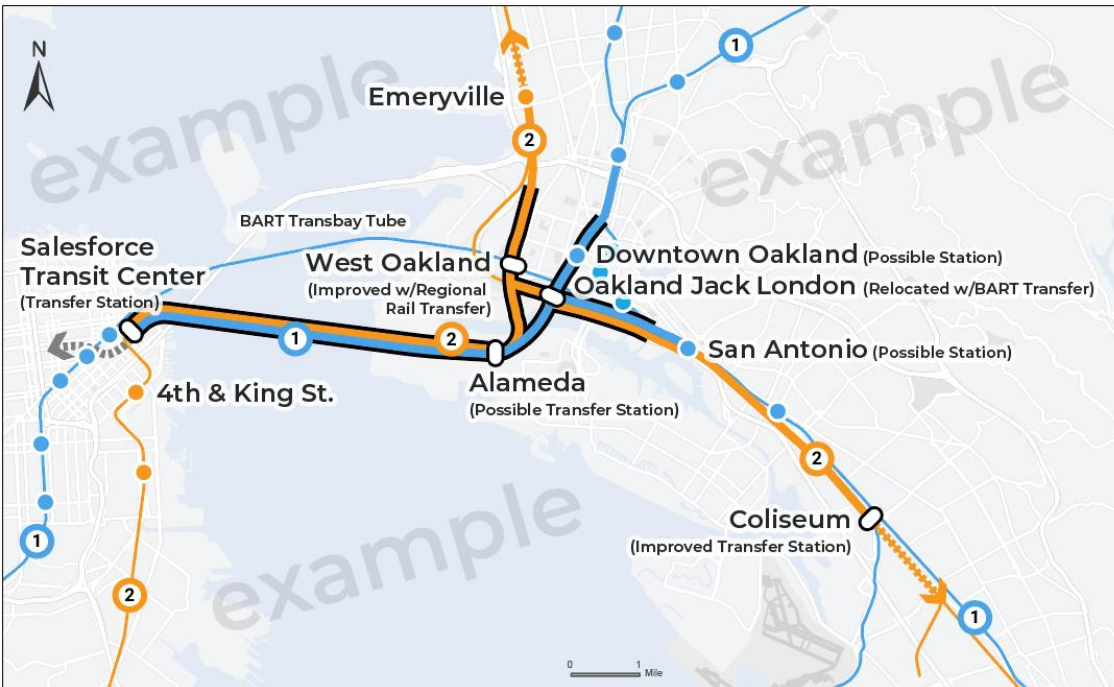 1
N
Emeryville
example
example
2
BART Transbay Tube
Salesforce
Transit Center
(Transfer Station)
West Oakland
(Improved w/Regional
Rail Transfer)
Downtown Oakland (Possible Station)
Oakland Jack London (Relocated w/BART Transfer)
1
2
San Antonio (Possible Station)
Alameda
(Possible Transfer Station)
4th & King St.
2
Coliseum
(Improved Transfer Station)
1
example
2
1
0 1
Mile